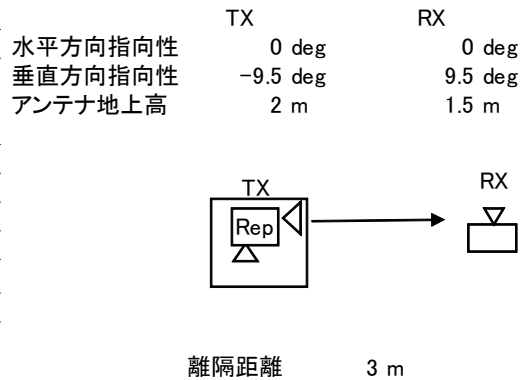 TX RX
水平方向指向性 0 deg 0 deg
垂直方向指向性 -9.5 deg 9.5 deg
アンテナ地上高 2 m 1.5 m
TX RX
Rep
離隔距離 3 m